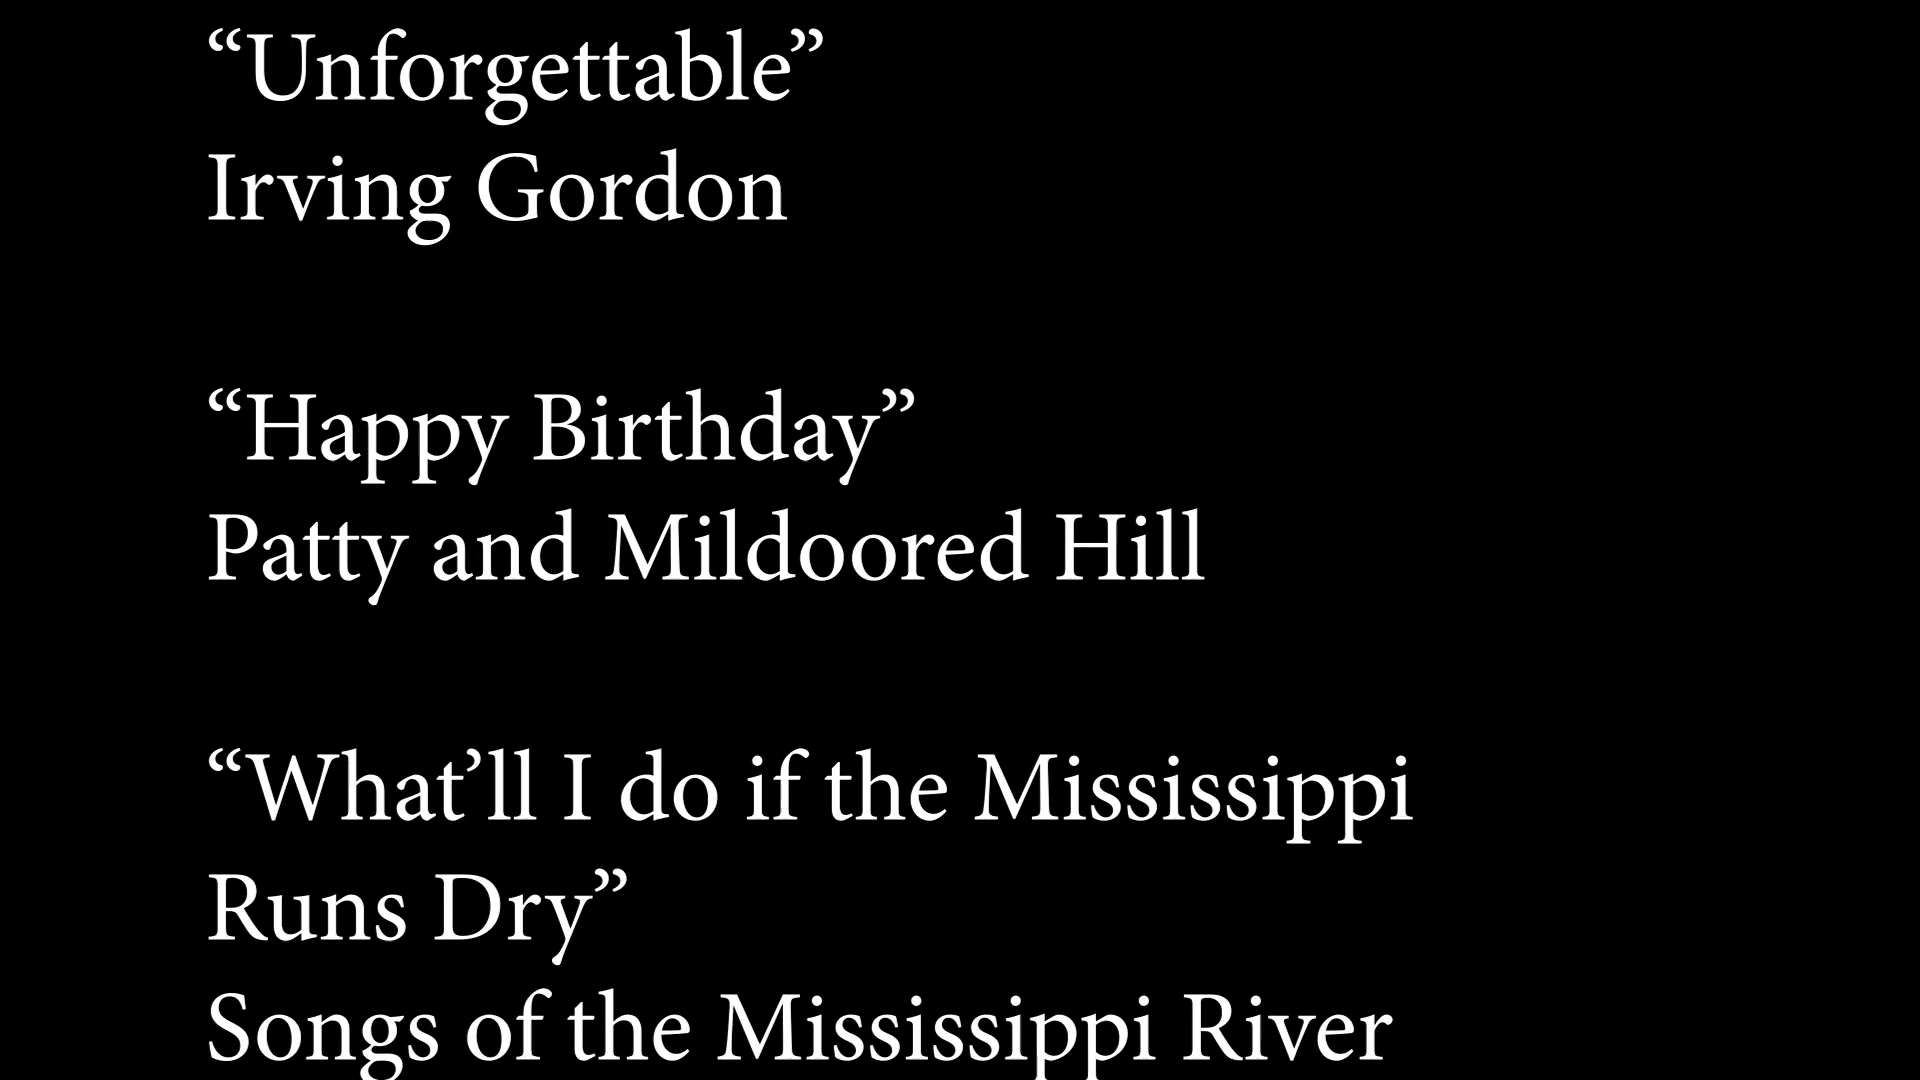 “Unforgettable”
Irving Gordon
“Happy Birthday”
Patty and Mildoored Hill
“What’ll I do if the Mississippi
Runs Dry”
Songs of the Mississippi River